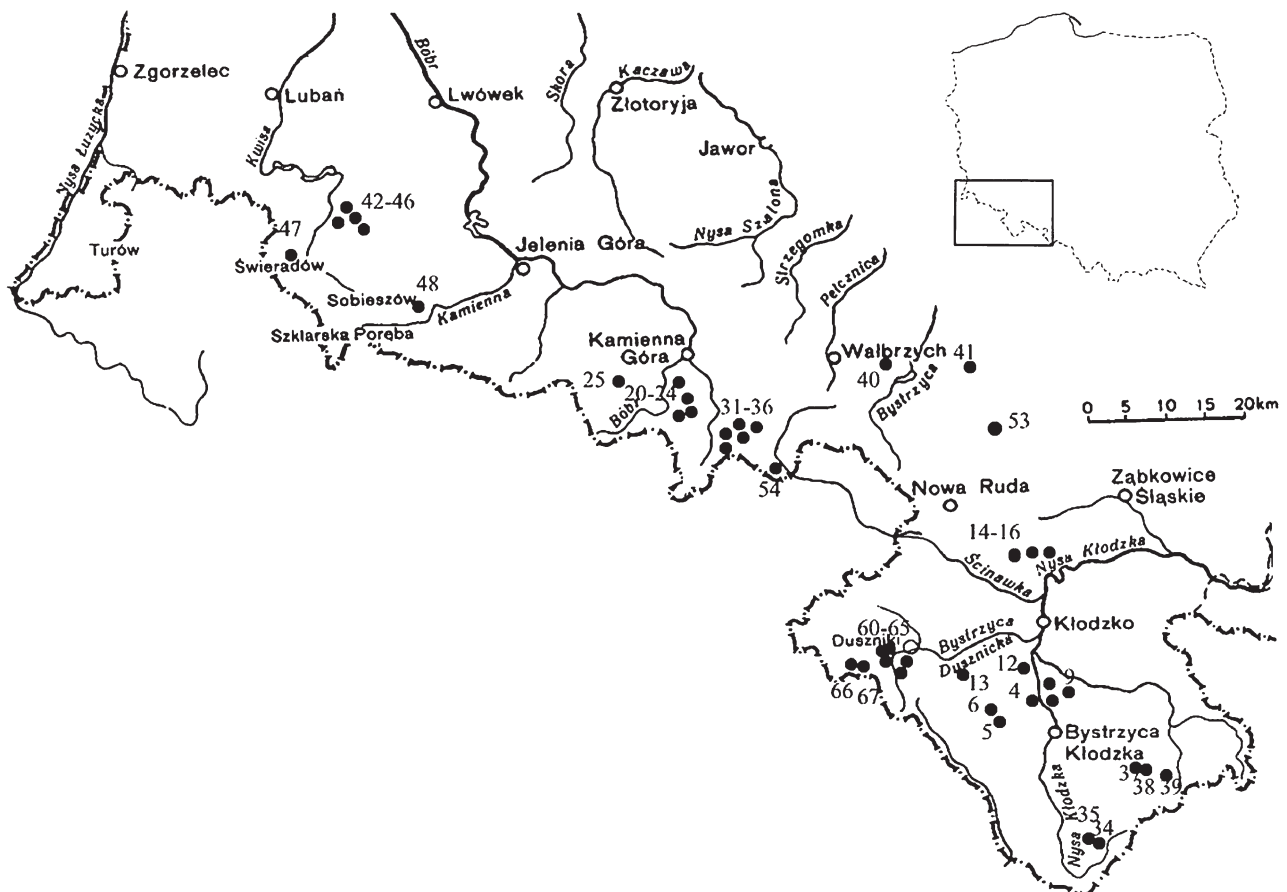 Zgorzelec
Nysa Łużycka
Lubań
Kwisa
Bóbr
Lwówek
Skora
Kaczawa
Złotoryja
Jawor
Nysa Szalona
Strzegomka
Pełcznica
42-46
47
Turów
Świeradów
Jelenia Góra
48
Sobieszów
Kamienna
Szklarska Poręba
Kamienna
Góra
25
20-24
Bóbr
31-36
54
Wałbrzych
40
Bystrzyca
41
53
0 5 10 15 20km
Nowa Ruda
Ząbkowice
Śląskie
14-16
Nysa Kłodzka
Ścinawka
Kłodzko
60-65
Duszniki
Bystrzyca
Dusznicka
66
67
12
13
9
4
6
5
Bystrzyca
Kłodzka
37
38
39
Nysa Kłodzka
35
34